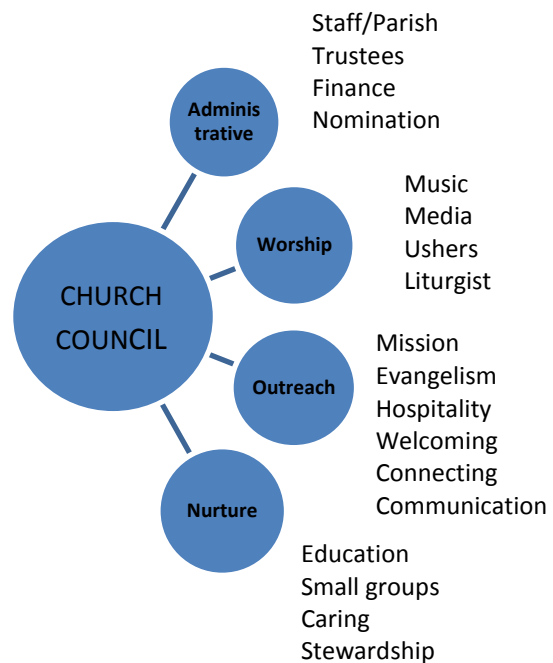 Staff/Parish
Trustees
Finance
Nomination
Adminis
trative
Music
Media
Ushers
Liturgist
Worship
CHURCH
COUNCIL
Mission
Evangelism
Hospitality
Welcoming
Connecting
Communication
Outreach
Nurture
Education
Small groups
Caring
Stewardship